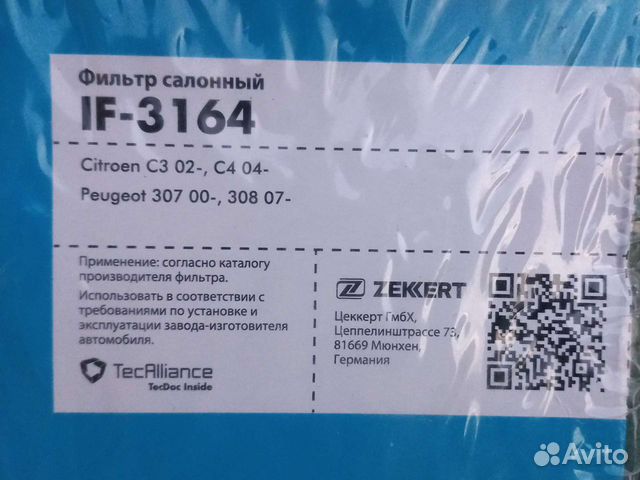 Фильтр салонный
IF-3164
Citroen C3 02-, C4 04-
Peugeot 307 00-, 308 07-
Применение: согласно каталогу
производителя фильтра.
Использовать в соответствии с
требованиями по установке и
эксплуатации завода-изготовителя
автомобиля.
TecAlliance
TecDoc Inside
ZEKKERT
Цеккерт ГмбХ,
Цеппелинштрассе 73,
81669 Мюнхен,
Германия
Avito